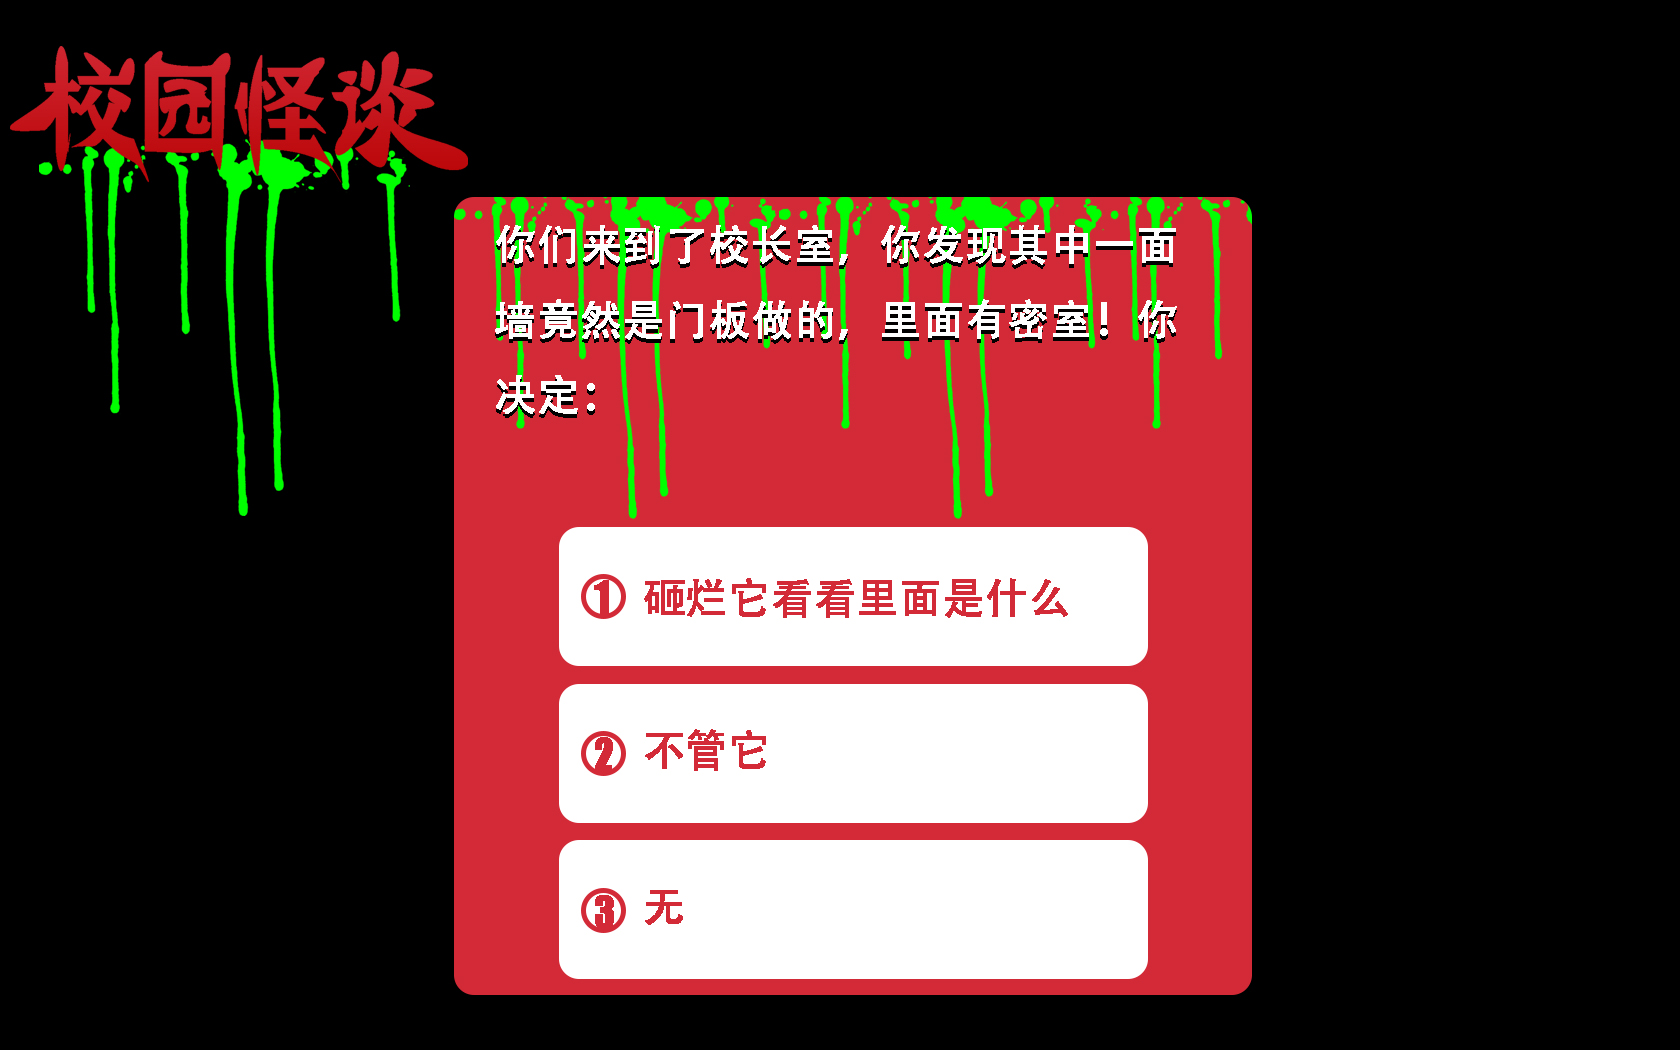 校园怪谈
你们来到了校长室，你发现其中一面
墙竟然是门板做的，里面有密室！你
决定：
① 砸烂它看看里面是什么
② 不管它
③ 无